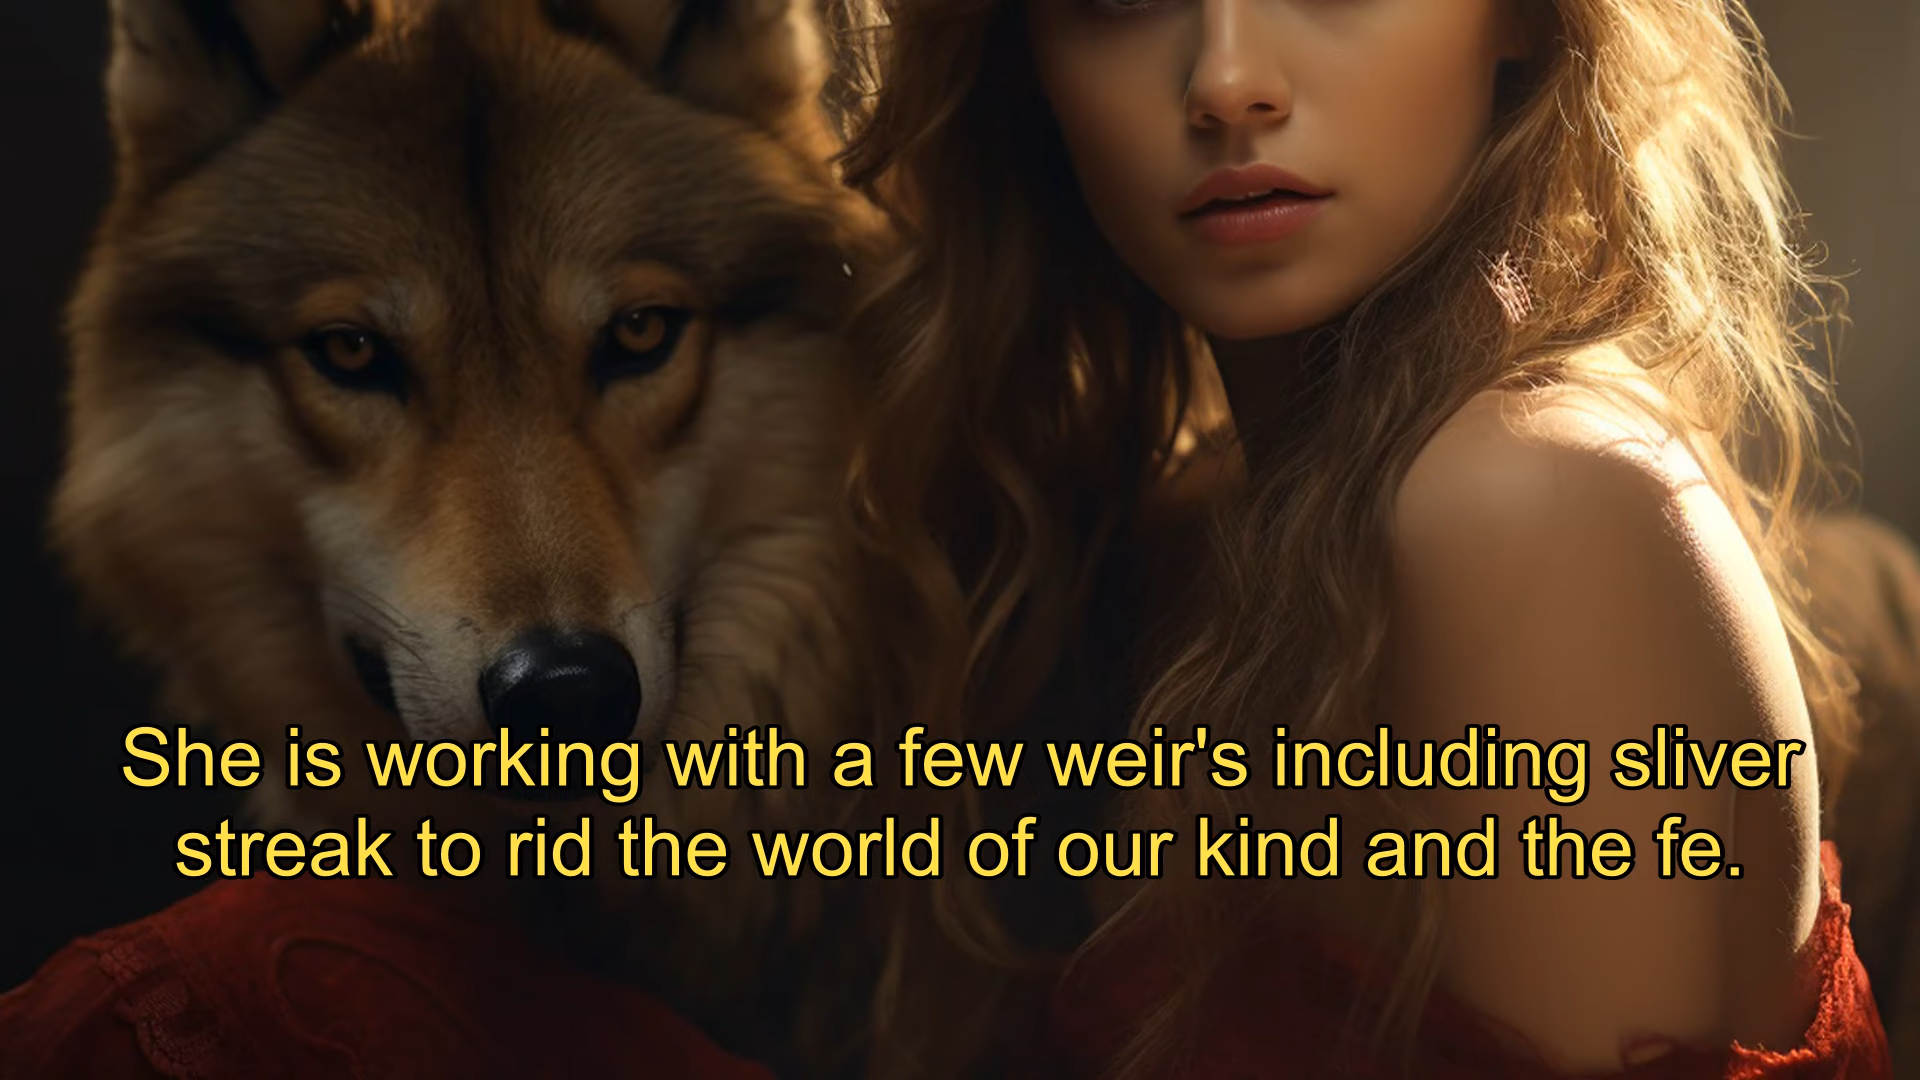 She is working with a few weir's including sliver
streak to rid the world of our kind and the fe.